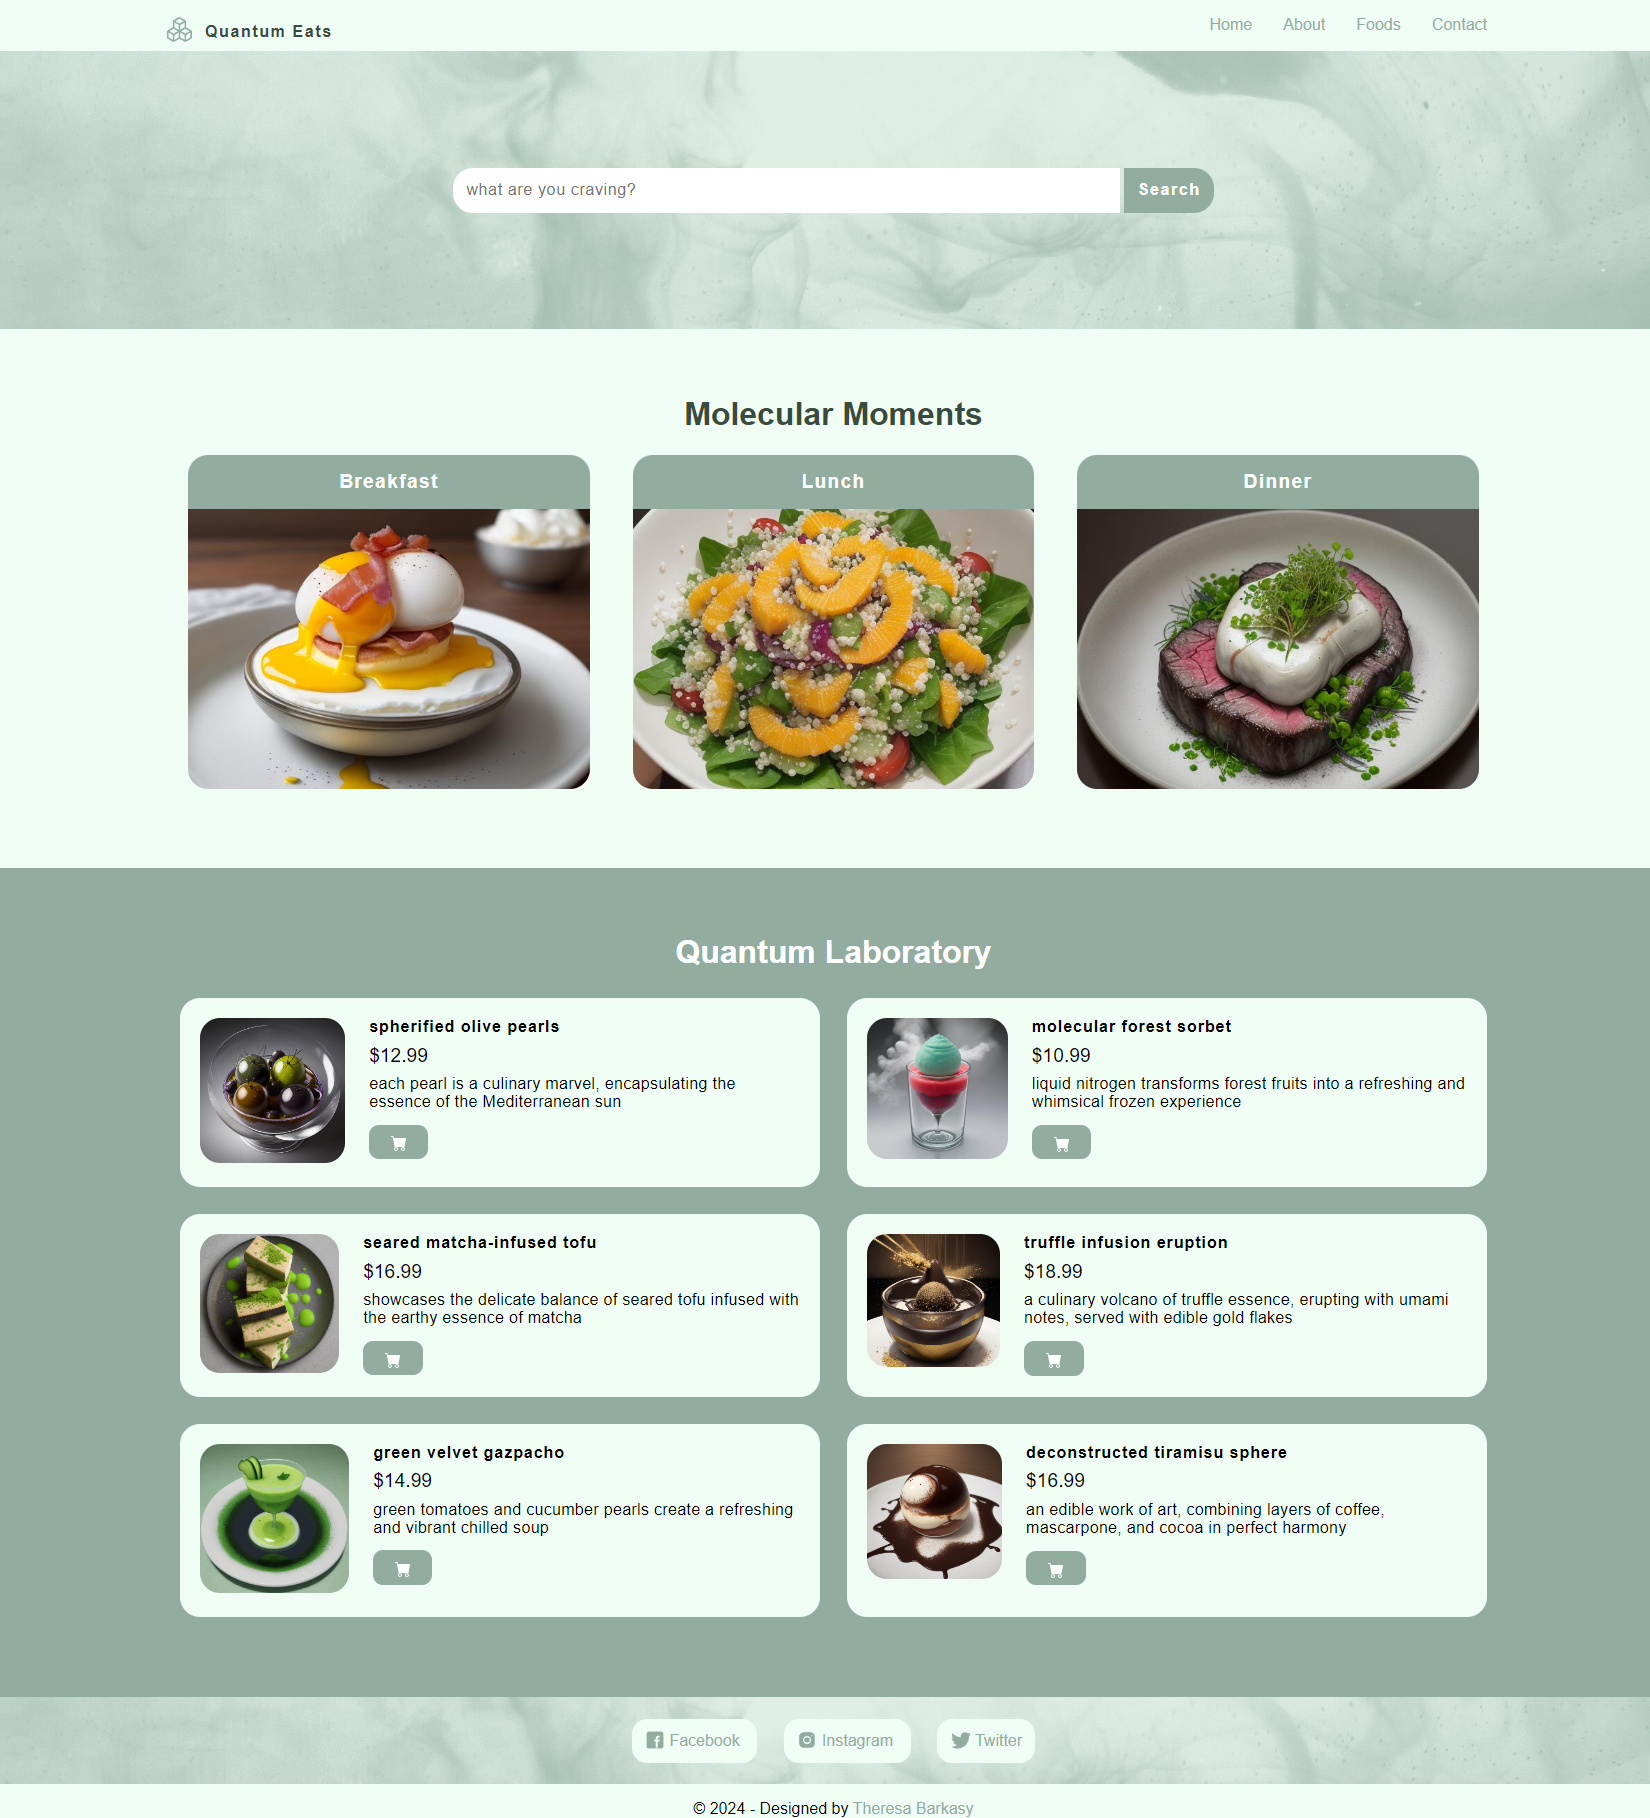 Quantum Eats
Home About Foods Contact
what are you craving?
Search
Molecular Moments
Breakfast
Lunch
Dinner
Quantum Laboratory
spherified olive pearls
$12.99
each pearl is a culinary marvel, encapsulating the
essence of the Mediterranean sun
molecular forest sorbet
$10.99
liquid nitrogen transforms forest fruits into a refreshing and
whimsical frozen experience
seared matcha-infused tofu
$16.99
showcases the delicate balance of seared tofu infused with
the earthy essence of matcha
truffle infusion eruption
$18.99
a culinary volcano of truffle essence, erupting with umami
notes, served with edible gold flakes
green velvet gazpacho
$14.99
green tomatoes and cucumber pearls create a refreshing
and vibrant chilled soup
deconstructed tiramisu sphere
$16.99
an edible work of art, combining layers of coffee,
mascarpone, and cocoa in perfect harmony
Facebook
Instagram
Twitter
© 2024 - Designed by Theresa Barkasy